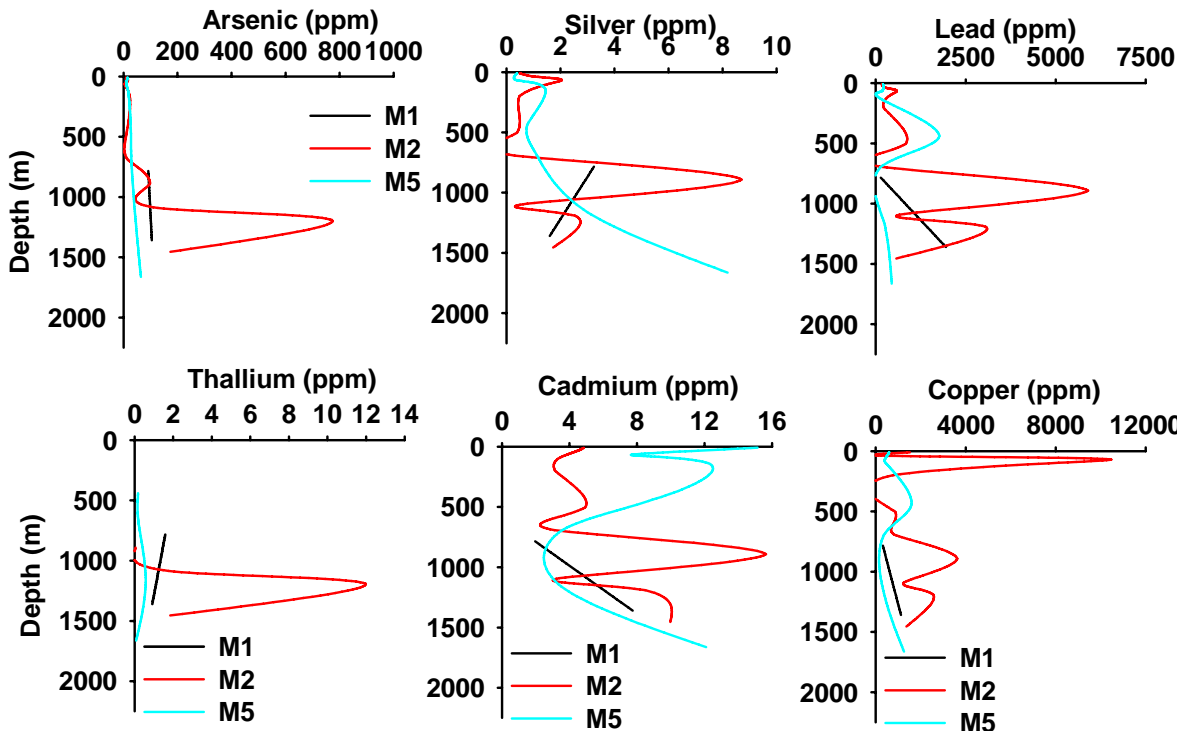 Arsenic (ppm)
0 200 400 600 800 1000
Silver (ppm)
0 2 4 6 8 10
Lead (ppm)
0 2500 5000 7500
Depth (m)
0
500
1000
1500
2000
M1
M2
M5
0
500
1000
1500
2000
0
500
1000
1500
2000
Thallium (ppm)
0 2 4 6 8 10 12 14
Cadmium (ppm)
0 4 8 12 16
Copper (ppm)
0 4000 8000 12000
Depth (m)
0
500
1000
1500
2000
M1
M2
M5
0
500
1000
1500
2000
M1
M2
M5
0
500
1000
1500
2000
M1
M2
M5